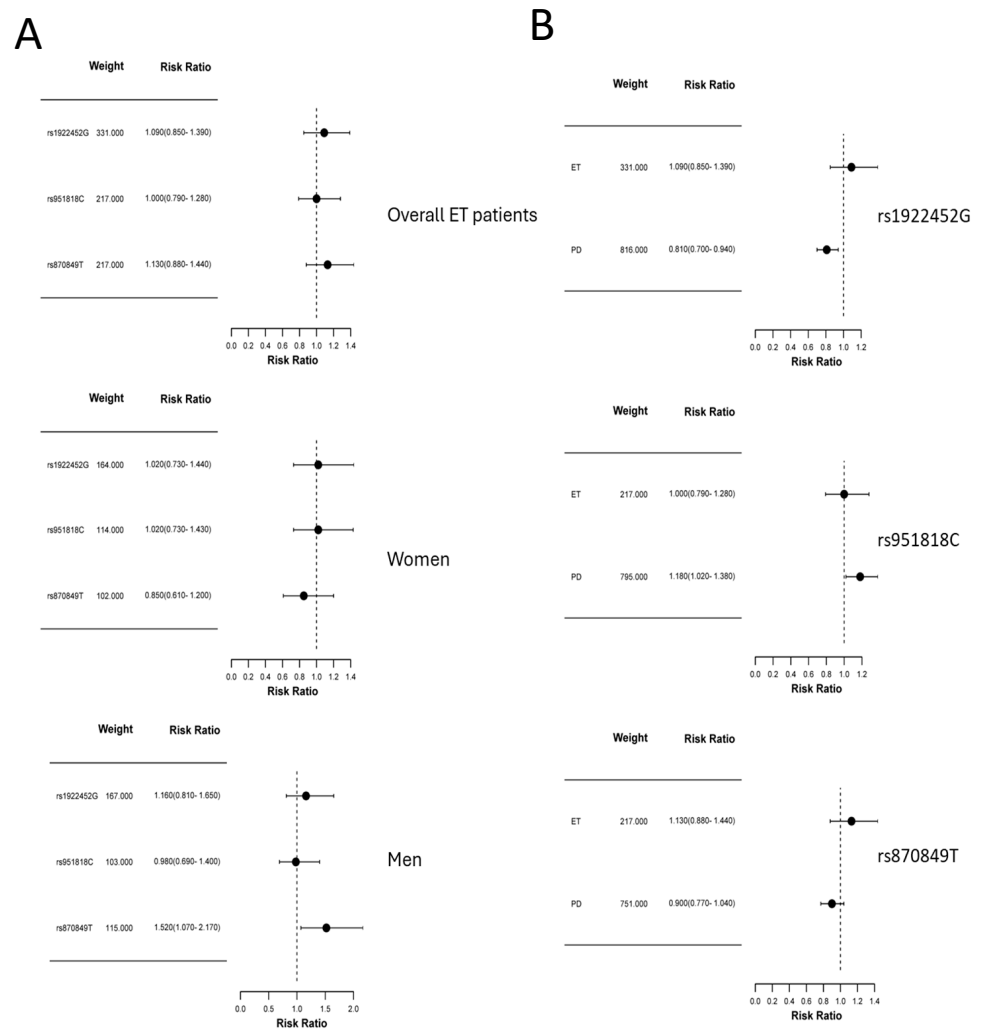 A
Weight Risk Ratio
rs1922452G 331.000 1.090(0.850- 1.390)
rs951818C 217.000 1.000(0.790- 1.280)
rs870849T 217.000 1.130(0.880- 1.440)
Overall ET patients
0.0 0.2 0.4 0.6 0.8 1.0 1.2 1.4
Risk Ratio
Weight Risk Ratio
rs1922452G 164.000 1.020(0.730- 1.440)
rs951818C 114.000 1.020(0.730- 1.430)
rs870849T 102.000 0.850(0.610- 1.200)
Women
0.0 0.2 0.4 0.6 0.8 1.0 1.2 1.4
Risk Ratio
Weight Risk Ratio
rs1922452G 167.000 1.160(0.810- 1.650)
rs951818C 103.000 0.980(0.690- 1.400)
rs870849T 115.000 1.520(1.070- 2.170)
Men
0.0 0.5 1.0 1.5 2.0
Risk Ratio
B
Weight Risk Ratio
ET 331.000 1.090(0.850- 1.390)
PD 816.000 0.810(0.700- 0.940)
rs1922452G
0.0 0.2 0.4 0.6 0.8 1.0 1.2
Risk Ratio
Weight Risk Ratio
ET 217.000 1.000(0.790- 1.280)
PD 795.000 1.180(1.020- 1.380)
rs951818C
0.0 0.2 0.4 0.6 0.8 1.0 1.2
Risk Ratio
Weight Risk Ratio
ET 217.000 1.130(0.880- 1.440)
PD 751.000 0.900(0.770- 1.040)
rs870849T
0.0 0.2 0.4 0.6 0.8 1.0 1.2 1.4
Risk Ratio